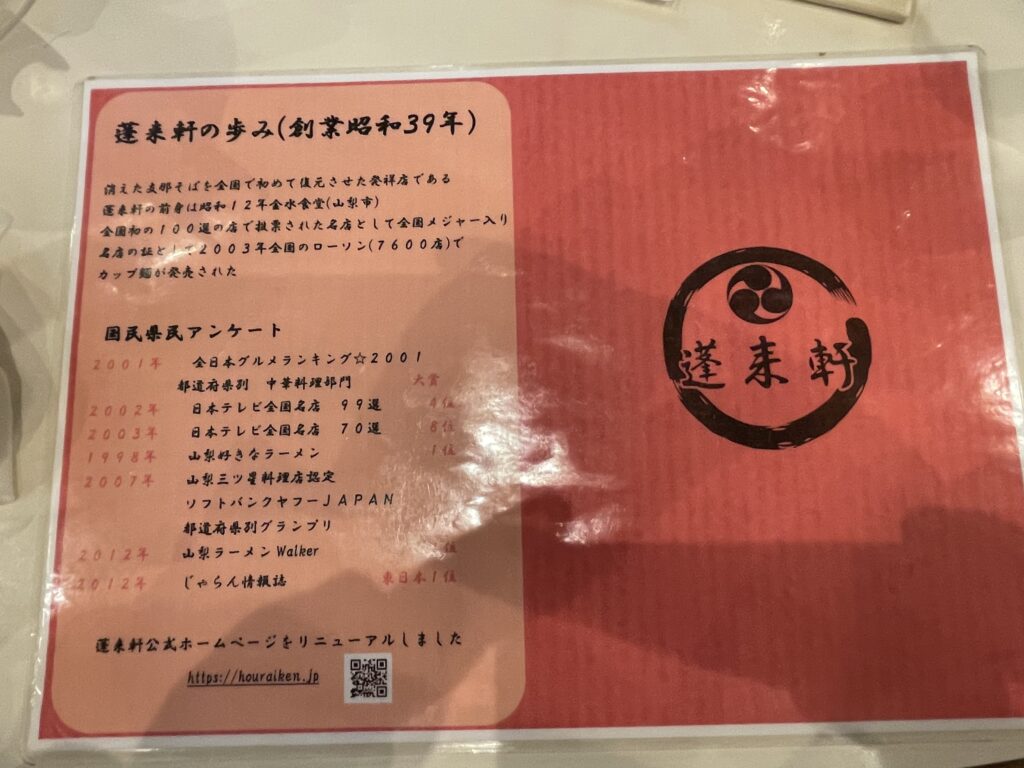 蓬来軒の歩み(創業昭和39年)
消えた支那そばを全国で初めて復元させた発祥店である
蓬来軒の前身は昭和12年金水食堂(山梨市)
全国初の100選の店で投票された名店として全国メジャー入り
名店の証として2003年全国のローソン(7600店)で
カップ麺が発売された
国民県民アンケート
2001年 全日本グルメランキング☆2001
都道府県別 中華料理部門 大賞
2002年 日本テレビ全国名店 99選 4位
2003年 日本テレビ全国名店 70選 6位
1998年 山梨好きなラーメン 1位
2007年 山梨三ツ星料理店認定
ソフトバンクヤフーJAPAN
都道府県別グランプリ
2012年 山梨ラーメンWalker 位
2012年 じゃらん情報誌 東日本1位
蓬来軒公式ホームページをリニューアルしました
https://houraiken.jp
蓬来軒